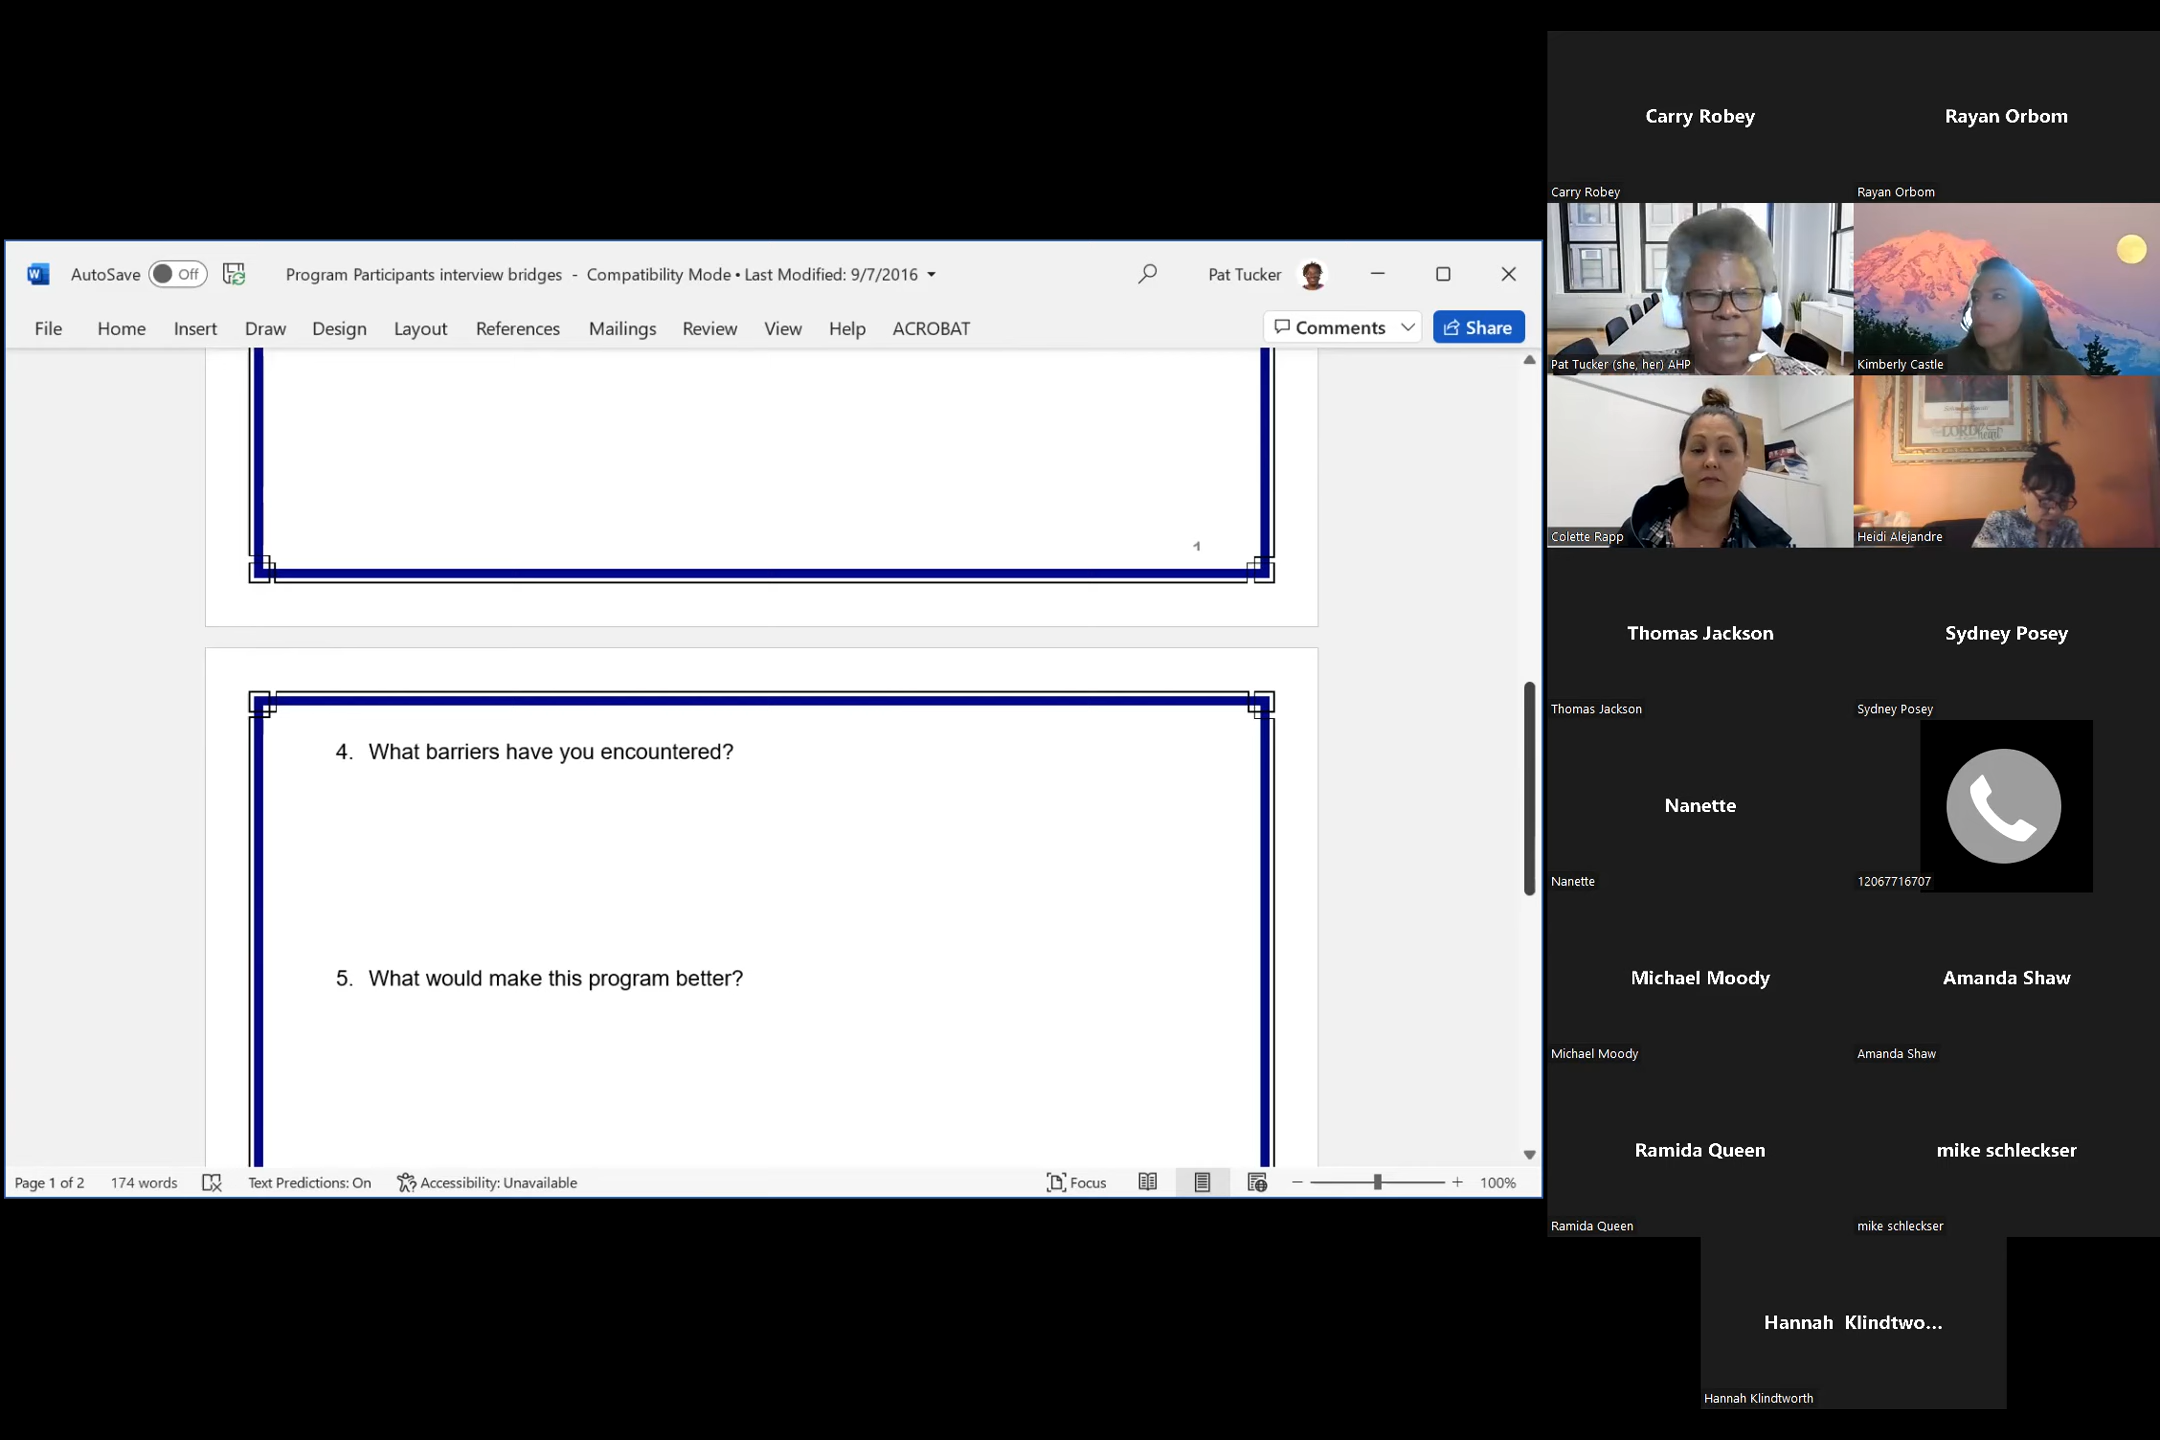 AutoSave Off Program Participants interview bridges - Compatibility Mode • Last Modified: 9/7/2016 Pat Tucker
File Home Insert Draw Design Layout References Mailings Review View Help ACROBAT Comments Share
1
4. What barriers have you encountered?
5. What would make this program better?
Page 1 of 2 174 words Text Predictions: On Accessibility: Unavailable Focus 100%
Carry Robey
Carry Robey
Rayan Orbom
Rayan Orbom
Pat Tucker (she, her) AHP
Kimberly Castle
Colette Rapp
LORD
heart
Heidi Alejandre
Thomas Jackson
Thomas Jackson
Sydney Posey
Sydney Posey
Nanette
Nanette
12067716707
Michael Moody
Michael Moody
Amanda Shaw
Amanda Shaw
Ramida Queen
Ramida Queen
mike schleckser
mike schleckser
Hannah Klindtwo...
Hannah Klindtworth